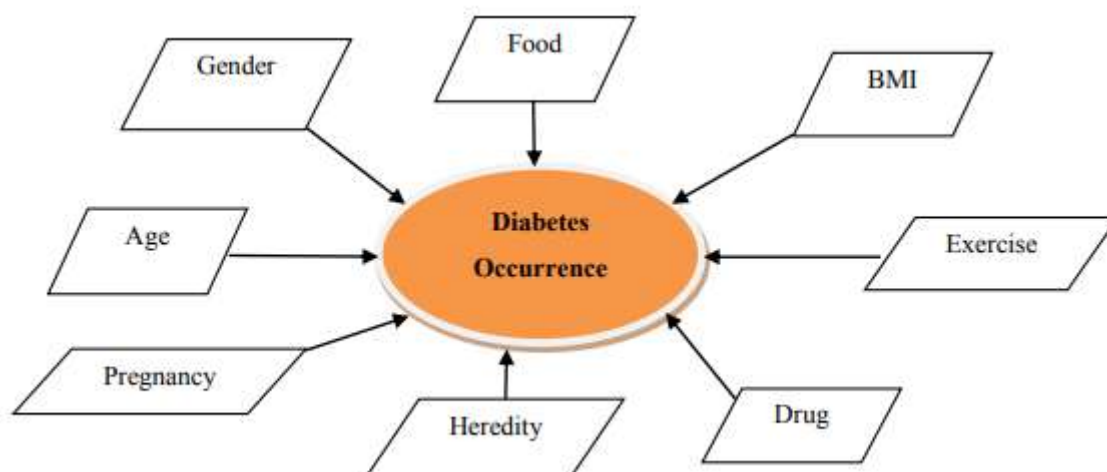 Food
Gender
BMI
Diabetes
Occurrence
Age
Exercise
Pregnancy
Heredity
Drug